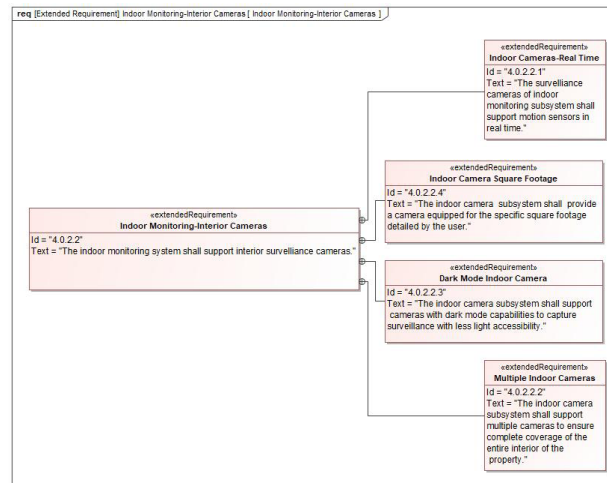 req [Extended Requirement] Indoor Monitoring-Interior Cameras [ Indoor Monitoring-Interior Cameras ]
«extendedRequirement»
Indoor Cameras-Real Time
Id = "4.0.2.2.1"
Text = "The survelliance
cameras of indoor
monitoring subsystem shall
support motion sensors in
real time."
«extendedRequirement»
Indoor Camera Square Footage
Id = "4.0.2.2.4"
Text = "The indoor camera subsystem shall provide
a camera equipped for the specific square footage
detailed by the user."
«extendedRequirement»
Indoor Monitoring-Interior Cameras
Id = "4.0.2.2"
Text = "The indoor monitoring system shall support interior survelliance cameras."
«extendedRequirement»
Dark Mode Indoor Camera
Id = "4.0.2.2.3"
Text = "The indoor camera subsystem shall support
cameras with dark mode capabilities to capture
surveillance with less light accessibility."
«extendedRequirement»
Multiple Indoor Cameras
Id = "4.0.2.2.2"
Text = "The indoor camera
subsystem shall support
multiple cameras to ensure
complete coverage of the
entire interior of the
property."